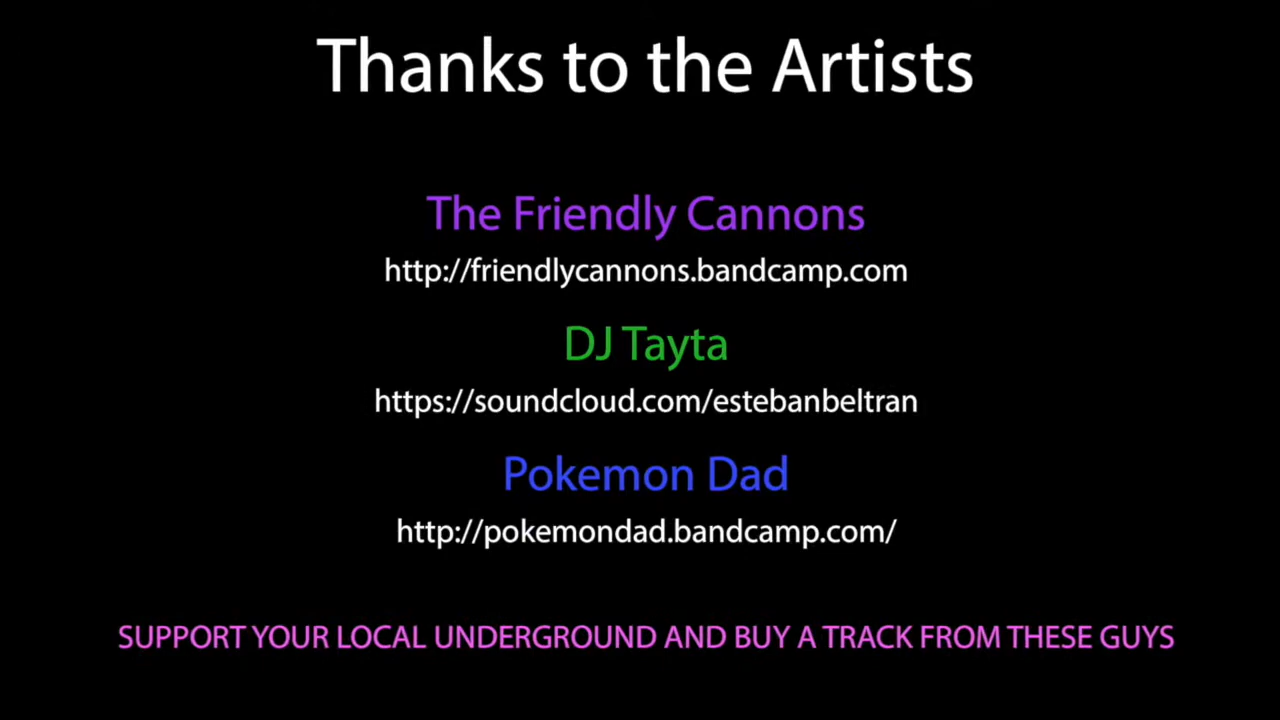 Thanks to the Artists
The Friendly Cannons
http://friendlycannons.bandcamp.com
DJ Tayta
https://soundcloud.com/estebanbeltran
Pokemon Dad
http://pokemondad.bandcamp.com/
SUPPORT YOUR LOCAL UNDERGROUND AND BUY A TRACK FROM THESE GUYS